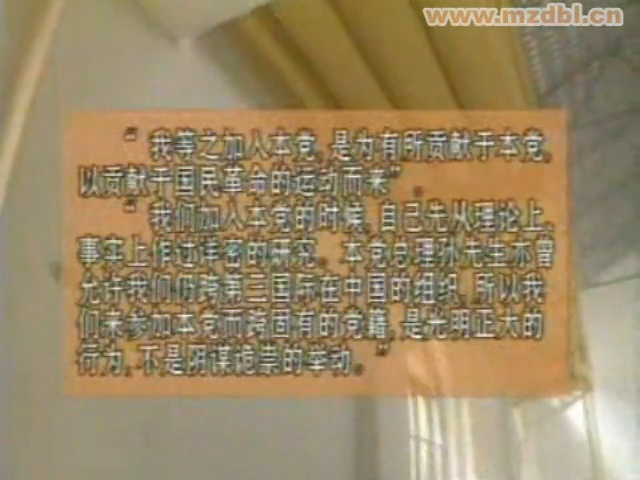 www.mzdbl.cn
“我等之加入本党，是为有所贡献于本党，
以贡献于国民革命的运动而来”。
“我们加入本党的时候，自己先从理论上、
事实上作过详密的研究。本党总理孙先生亦曾
允许我们仍跨第三国际在中国的组织，所以我
们来参加本党而跨固有的党籍，是光明正大的
行为，不是阴谋诡祟的举动。”